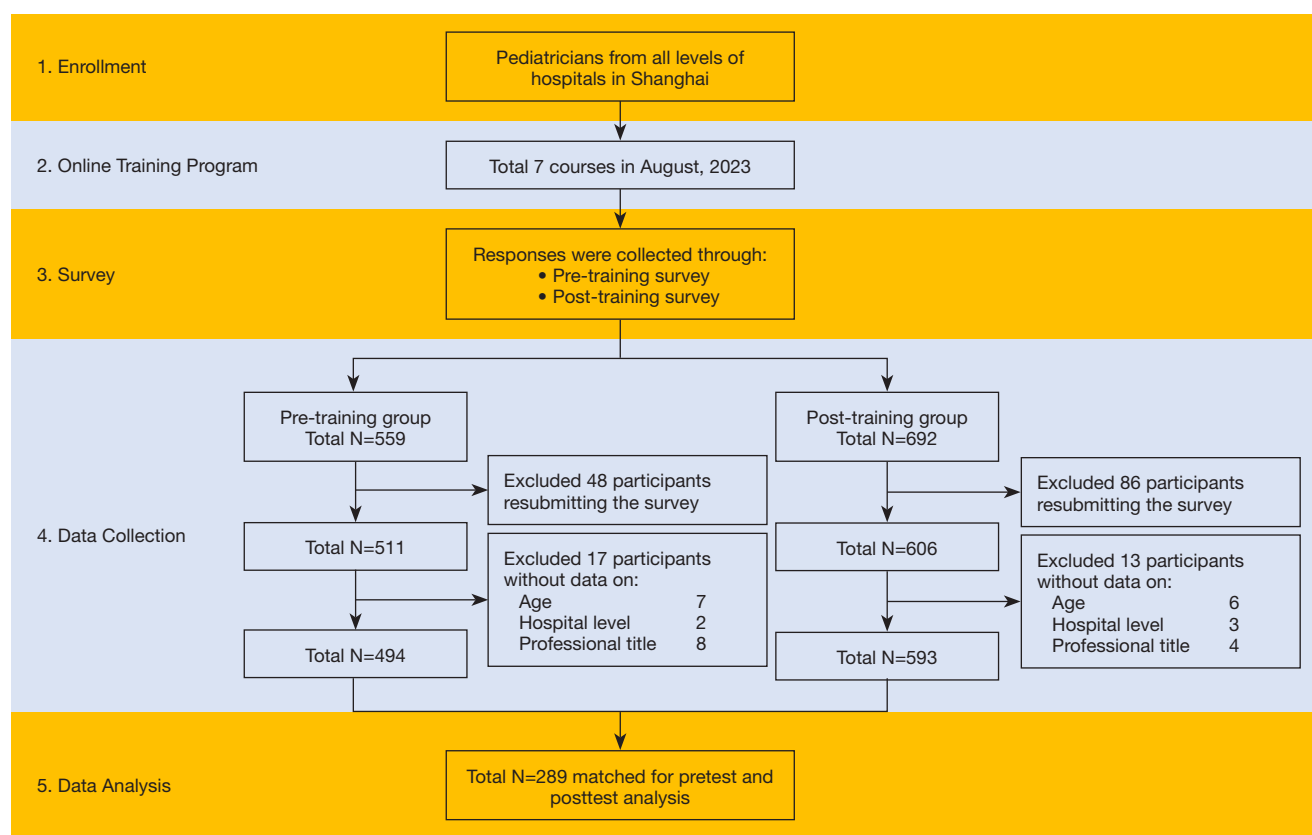 1. Enrollment
Pediatricians from all levels of
hospitals in Shanghai
2. Online Training Program
Total 7 courses in August, 2023
3. Survey
Responses were collected through:
• Pre-training survey
• Post-training survey
4. Data Collection
Pre-training group
Total N=559
Excluded 48 participants
resubmitting the survey
Total N=511
Excluded 17 participants
without data on:
Age 7
Hospital level 2
Professional title 8
Total N=494
Post-training group
Total N=692
Excluded 86 participants
resubmitting the survey
Total N=606
Excluded 13 participants
without data on:
Age 6
Hospital level 3
Professional title 4
Total N=593
5. Data Analysis
Total N=289 matched for pretest and
posttest analysis